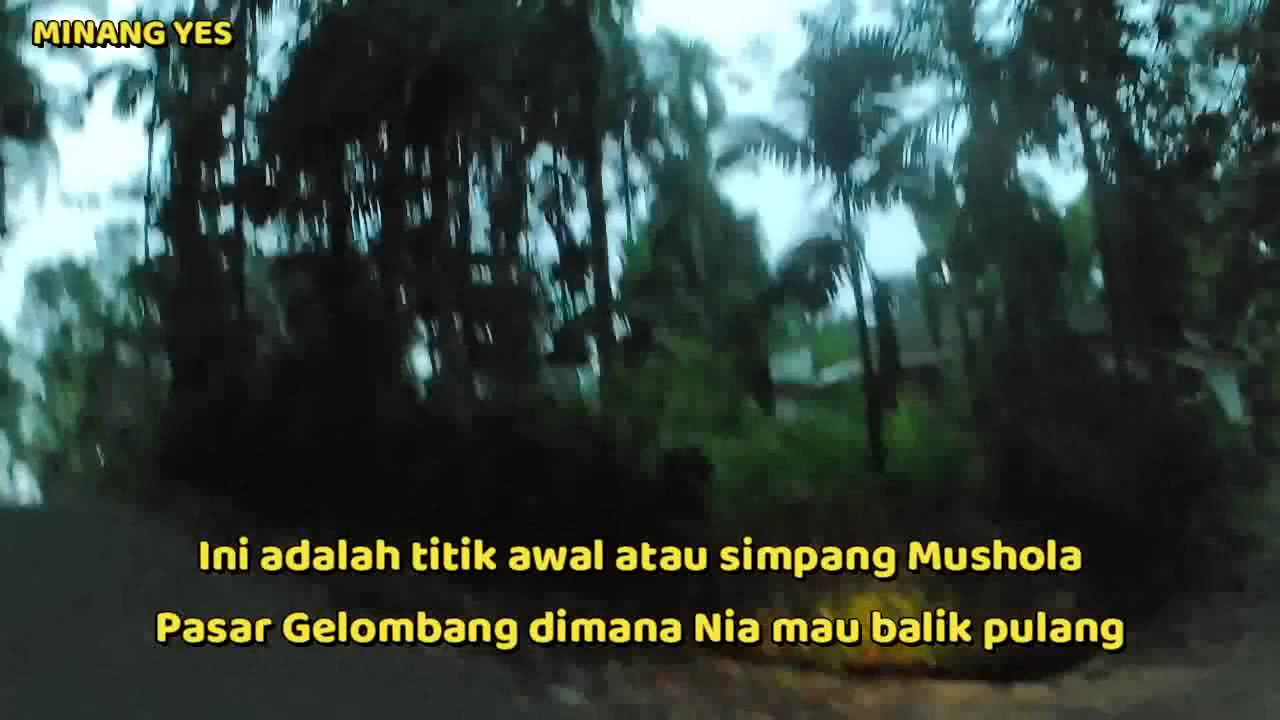 MINANG YES
Ini adalah titik awal atau simpang Mushola
Pasar Gelombang dimana Nia mau balik pulang